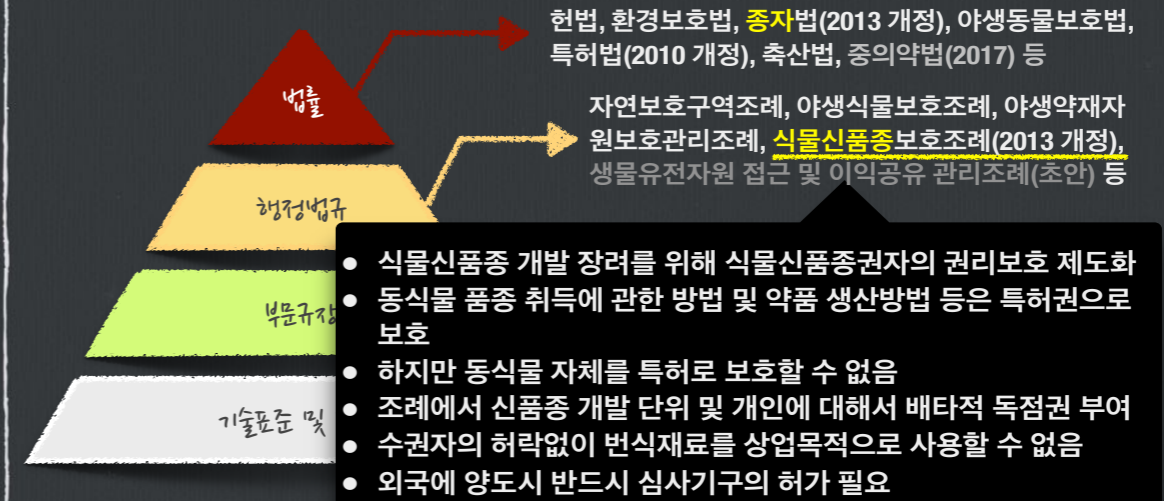 헌법, 환경보호법, 종자법(2013 개정), 야생동물보호법,
특허법(2010 개정), 축산법, 중의약법(2017) 등
법률
자연보호구역조례, 야생식물보호조례, 야생약재자
원보호관리조례, 식물신품종보호조례(2013 개정),
생물유전자원 접근 및 이익공유 관리조례(초안) 등
행정법규
● 식물신품종 개발 장려를 위해 식물신품종권자의 권리보호 제도화
● 동식물 품종 취득에 관한 방법 및 약품 생산방법 등은 특허권으로
보호
부문규장
● 하지만 동식물 자체를 특허로 보호할 수 없음
● 조례에서 신품종 개발 단위 및 개인에 대해서 배타적 독점권 부여
기술표준 및
● 수권자의 허락없이 번식재료를 상업목적으로 사용할 수 없음
● 외국에 양도시 반드시 심사기구의 허가 필요